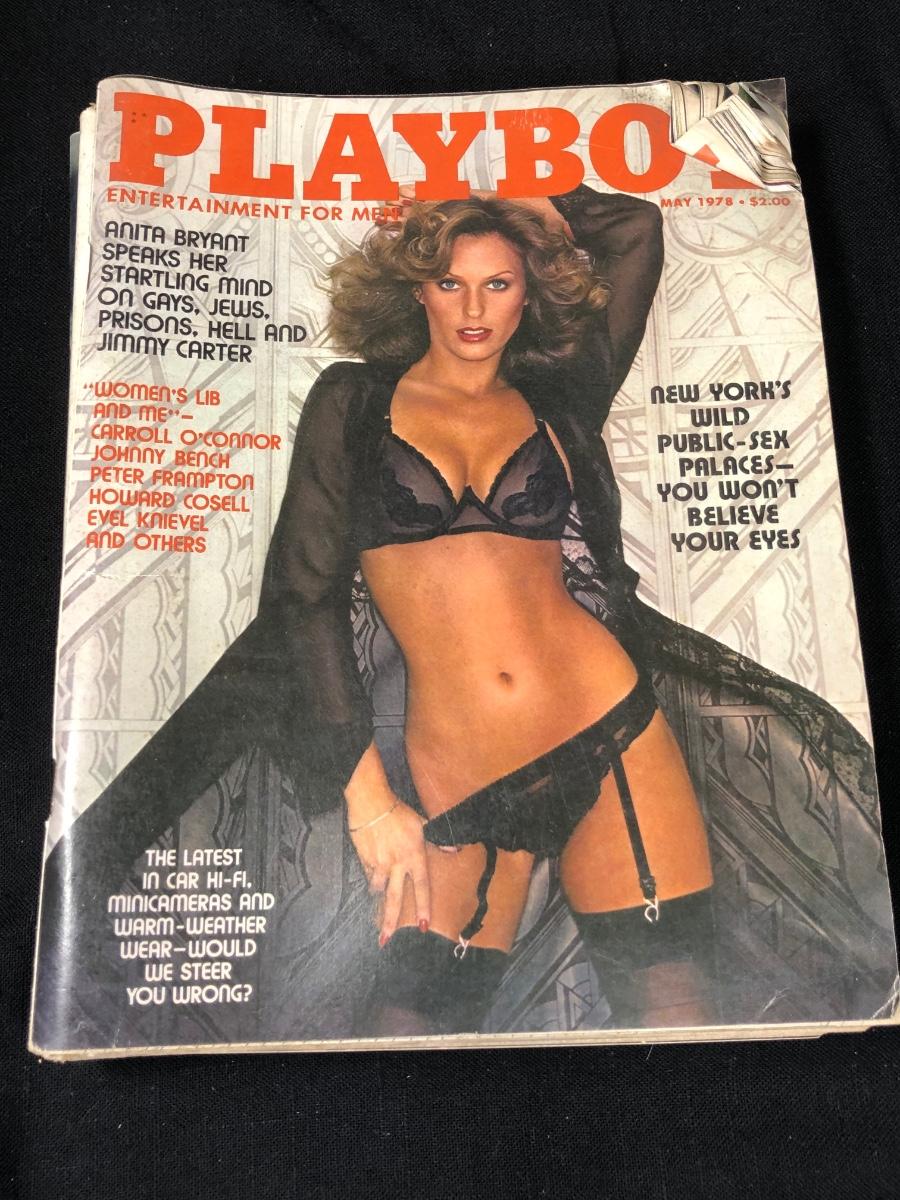 PLAYBOY
ENTERTAINMENT FOR MEN
MAY 1978 • $2.00
ANITA BRYANT
SPEAKS HER
STARTLING MIND
ON GAYS, JEWS,
PRISONS, HELL AND
JIMMY CARTER
"WOMEN'S LIB
AND ME"—
CARROLL O'CONNOR
JOHNNY BENCH
PETER FRAMPTON
HOWARD COSELL
EVEL KNIEVEL
AND OTHERS
NEW YORK'S
WILD
PUBLIC-SEX
PALACES—
YOU WON'T
BELIEVE
YOUR EYES
THE LATEST
IN CAR HI-FI,
MINICAMERAS AND
WARM-WEATHER
WEAR—WOULD
WE STEER
YOU WRONG?